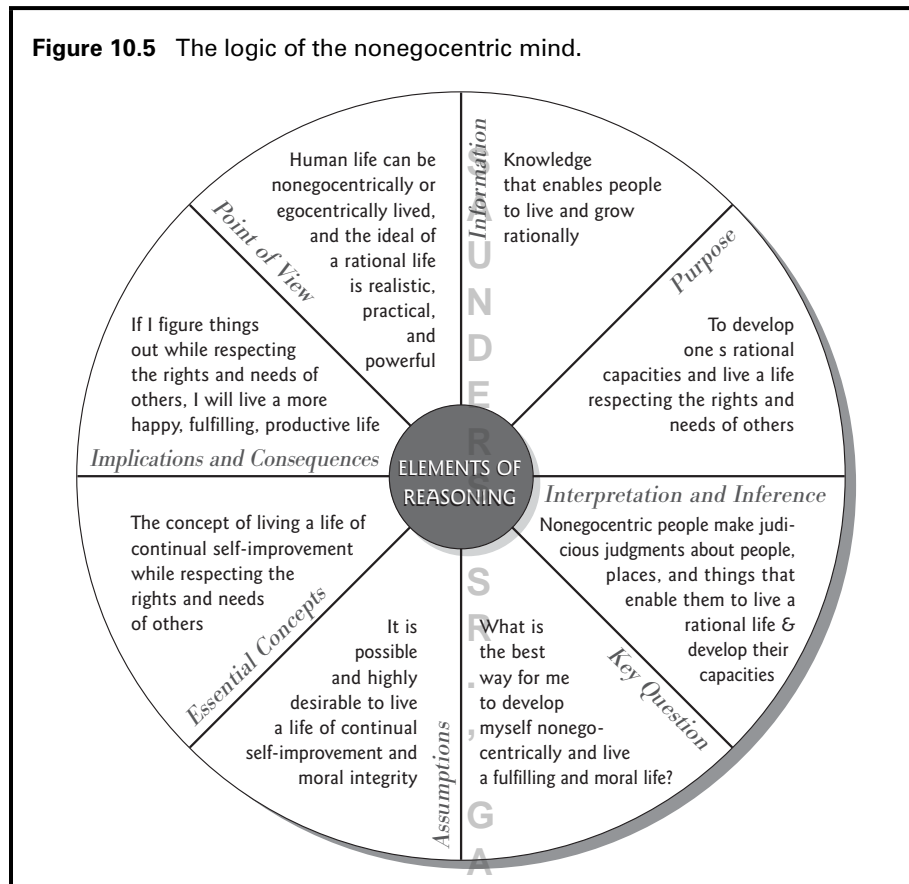 Figure 10.5 The logic of the nonegocentric mind.
Information
Knowledge
that enables people
to live and grow
rationally
Purpose
To develop
one s rational
capacities and live a life
respecting the rights and
needs of others
Interpretation and Inference
Nonegocentric people make judi-
cious judgments about people,
places, and things that
enable them to live a
rational life &
develop their
capacities
Key Question
What is
the best
way for me
to develop
myself nonego-
centrically and live
a fulfilling and moral life?
Assumptions
It is
possible
and highly
desirable to live
a life of continual
self-improvement and
moral integrity
Essential Concepts
The concept of living a life of
continual self-improvement
while respecting the
rights and needs
of others
Implications and Consequences
If I figure things
out while respecting
the rights and needs of
others, I will live a more
happy, fulfilling, productive life
Point of View
Human life can be
nonegocentrically or
egocentrically lived,
and the ideal of
a rational life
is realistic,
practical,
and
powerful
ELEMENTS OF
REASONING
SAUNDERS SR., GA